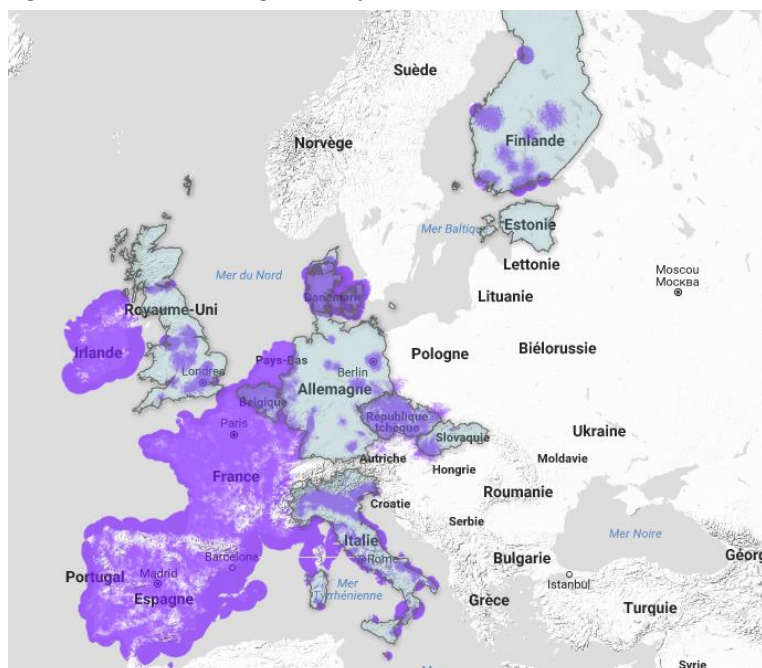 Suède
Norvège
Finlande
Mer Baltique
Estonie
Lettonie
Moscou
Москва
Mer du Nord
Danemark
Lituanie
Royaume-Uni
Irlande
Pays-Bas
Biélorussie
Pologne
Londres
Berlin
Allemagne
Belgique
République
tchèque
Paris
Ukraine
Slovaquie
Autriche
Moldavie
Hongrie
France
Roumanie
Croatie
Serbie
Mer Noire
Italie
Barcelone
Rome
Bulgarie
Géorg
Portugal
Madrid
Istanbul
Mer
Tyrrhénienne
Espagne
Grèce
Turquie
Syrie